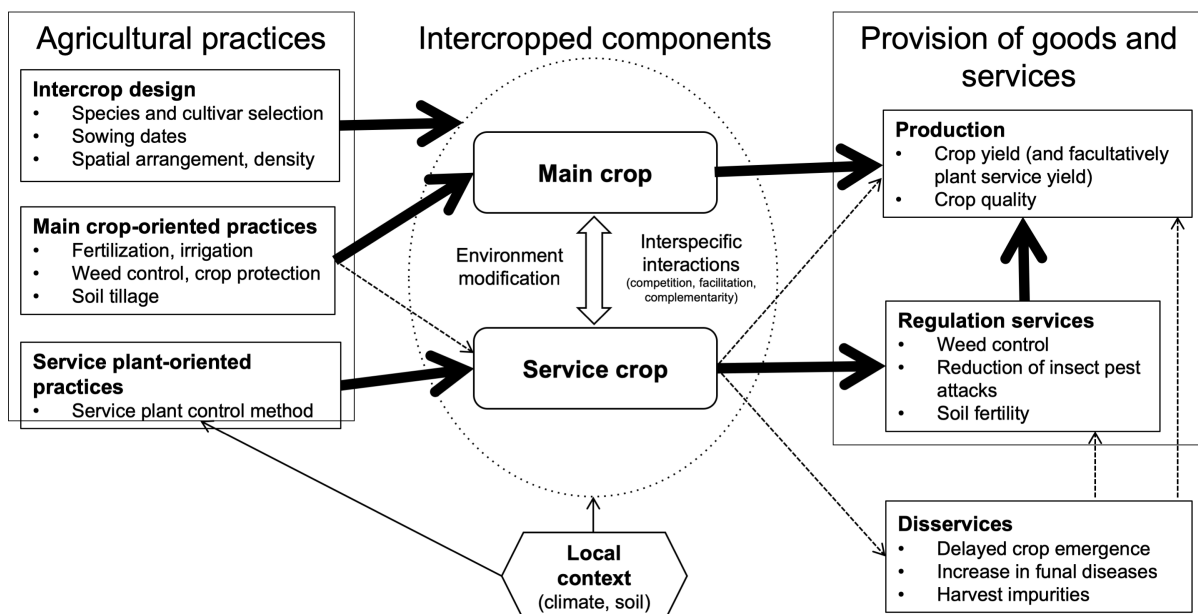 Agricultural practices
Intercrop design
• Species and cultivar selection
• Sowing dates
• Spatial arrangement, density
Main crop-oriented practices
• Fertilization, irrigation
• Weed control, crop protection
• Soil tillage
Service plant-oriented
practices
• Service plant control method
Intercropped components
Main crop
Environment
modification
Interspecific
interactions
(competition, facilitation,
complementarity)
Service crop
Local
context
(climate, soil)
Provision of goods and
services
Production
• Crop yield (and facultatively
plant service yield)
• Crop quality
Regulation services
• Weed control
• Reduction of insect pest
attacks
• Soil fertility
Disservices
• Delayed crop emergence
• Increase in funal diseases
• Harvest impurities